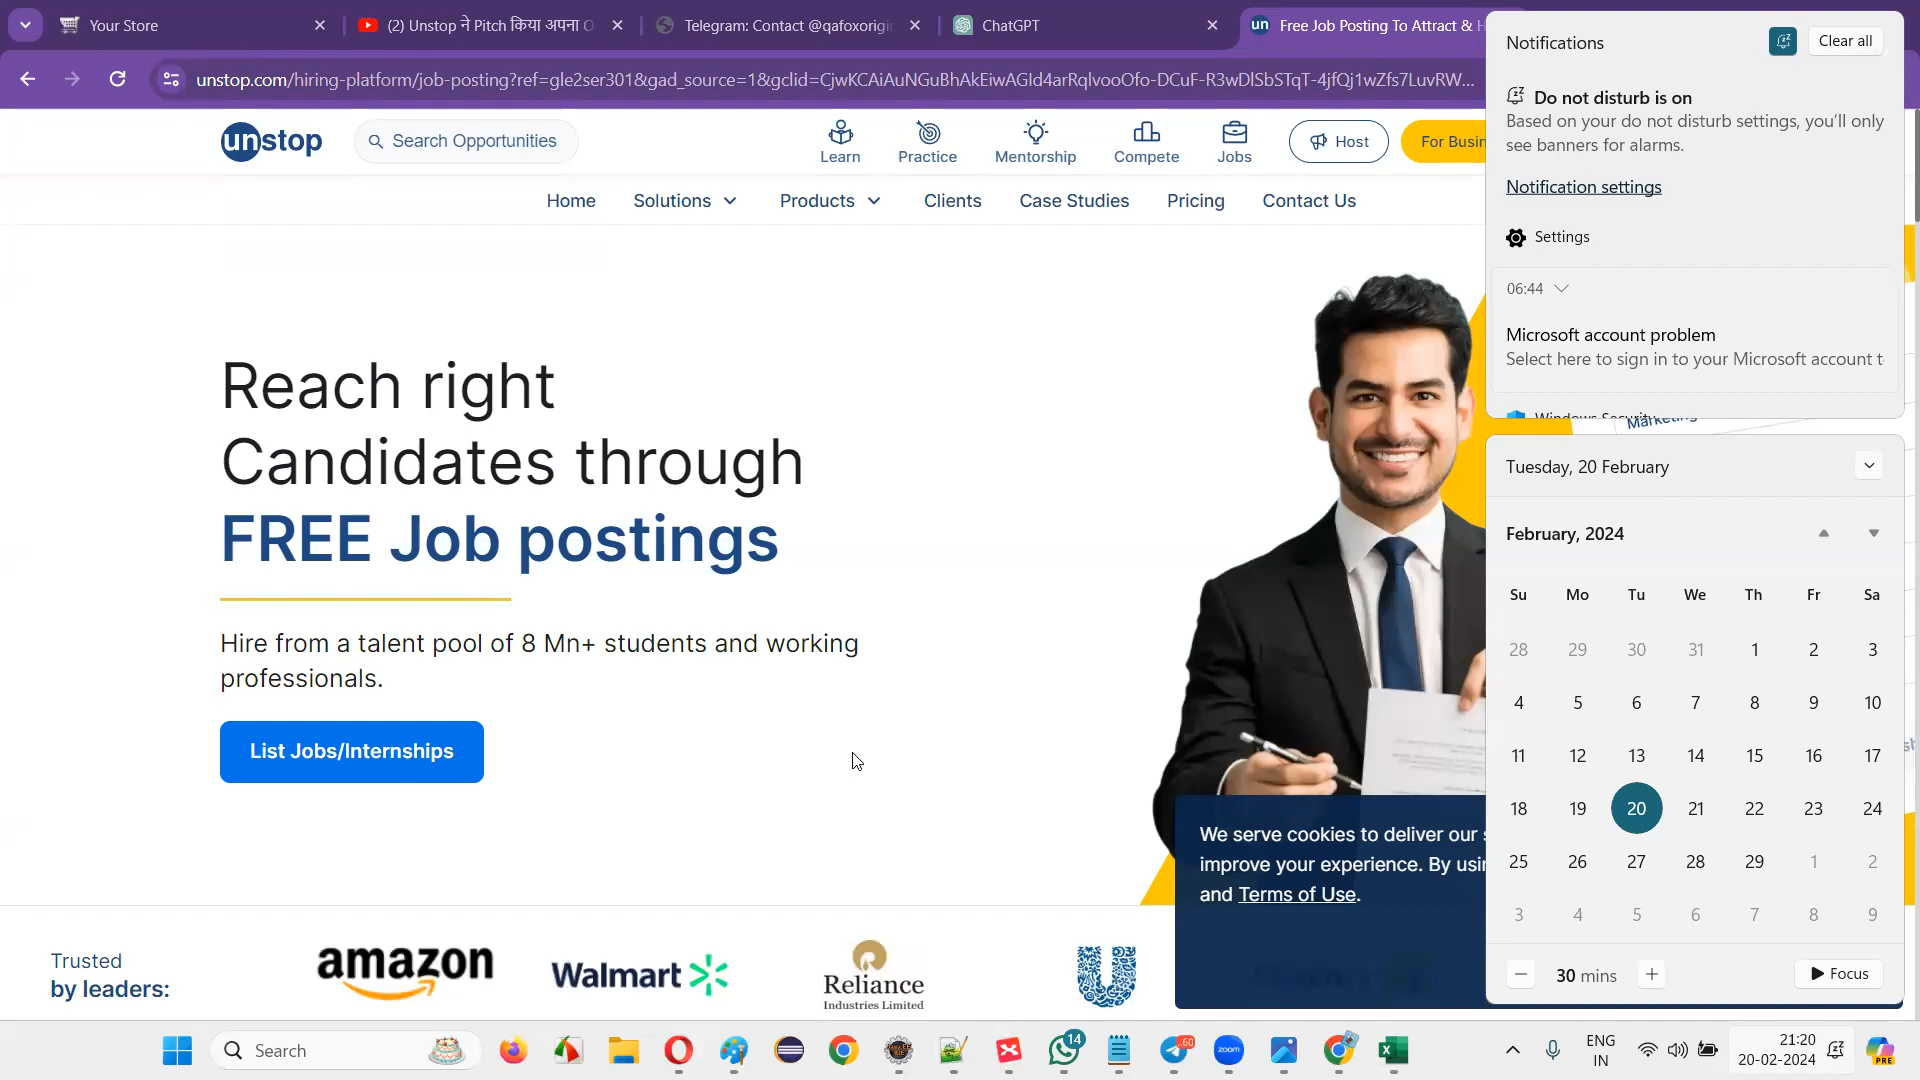 Your Store
(2) Unstop ने Pitch किया अपना O
Telegram: Contact @qafoxorigi
ChatGPT
un Free Job Posting To Attract & H
unstop.com/hiring-platform/job-posting?ref=gle2ser301&gad_source=1&gclid=CjwKCAiAuNGuBhAkEiwAGId4arRqlvooOfo-DCuF-R3wDlSbSTqT-4jfQj1wZfs7LuvRW...
unstop
Search Opportunities
Learn
Practice
Mentorship
Compete
Jobs
Host
For Busin
Home
Solutions
Products
Clients
Case Studies
Pricing
Contact Us
Reach right
Candidates through
FREE Job postings
Hire from a talent pool of 8 Mn+ students and working
professionals.
List Jobs/Internships
We serve cookies to deliver our s
improve your experience. By usin
and Terms of Use.
Trusted
by leaders:
amazon
Walmart
Reliance
Industries Limited
Notifications
Clear all
Do not disturb is on
Based on your do not disturb settings, you'll only
see banners for alarms.
Notification settings
Settings
06:44
Microsoft account problem
Select here to sign in to your Microsoft account t
Windows Security
Marketing
Tuesday, 20 February
February, 2024
Su Mo Tu We Th Fr Sa
28 29 30 31 1 2 3
4 5 6 7 8 9 10
11 12 13 14 15 16 17
18 19 20 21 22 23 24
25 26 27 28 29 1 2
3 4 5 6 7 8 9
30 mins
Focus
Search
14
.60
zoom
ENG
IN
21:20
20-02-2024
PRE